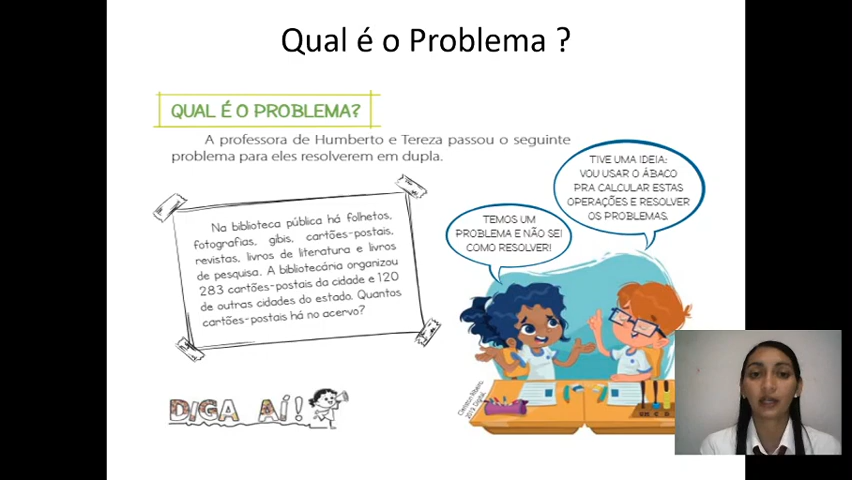 Qual é o Problema ?
QUAL É O PROBLEMA?
A professora de Humberto e Tereza passou o seguinte
problema para eles resolverem em dupla.
TIVE UMA IDEIA:
VOU USAR O ÁBACO
PRA CALCULAR ESTAS
OPERAÇÕES E RESOLVER
OS PROBLEMAS.
TEMOS UM
PROBLEMA E NÃO SEI
COMO RESOLVER!
Na biblioteca pública há folhetos,
fotografias, gibis, cartões-postais,
revistas, livros de literatura e livros
de pesquisa. A bibliotecária organizou
283 cartões-postais da cidade e 120
de outras cidades do estado. Quantos
cartões-postais há no acervo?
DIGA AÍ!